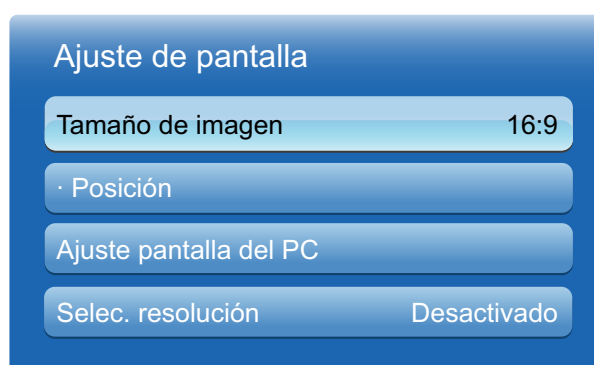 Ajuste de pantalla
Tamaño de imagen 16:9
· Posición
Ajuste pantalla del PC
Selec. resolución Desactivado